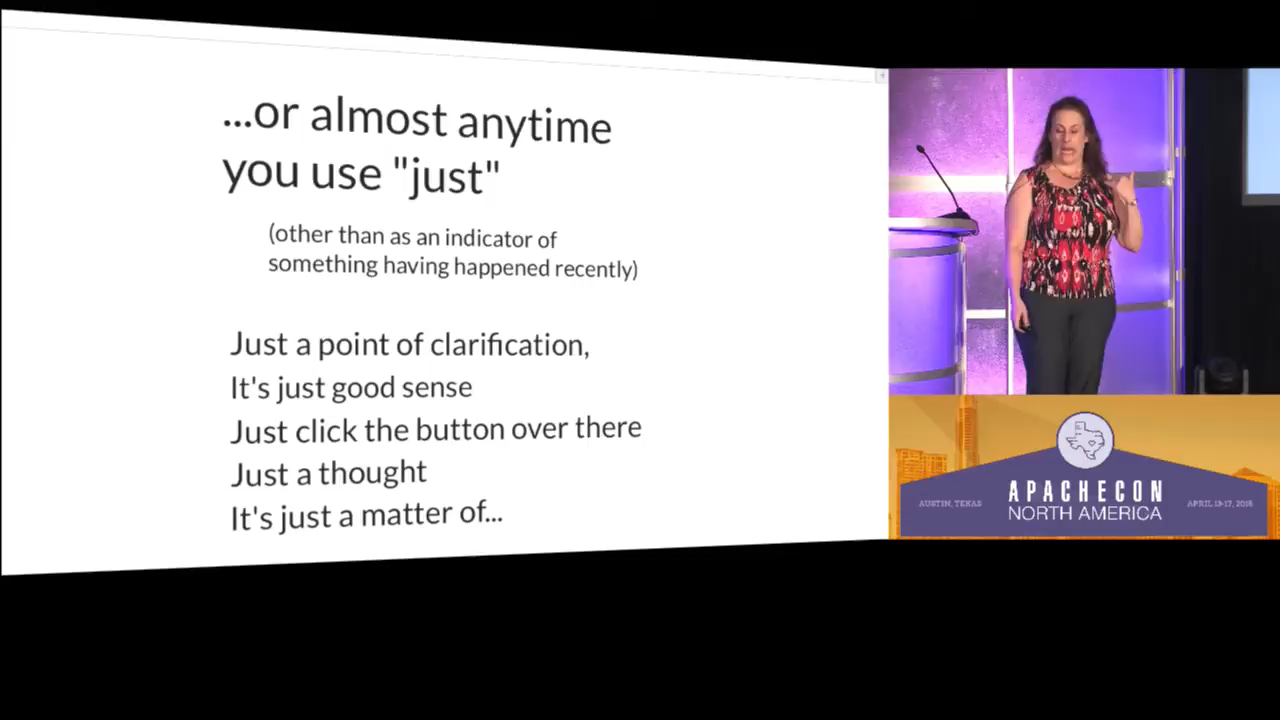 ...or almost anytime
you use "just"
(other than as an indicator of
something having happened recently)
Just a point of clarification,
It's just good sense
Just click the button over there
Just a thought
It's just a matter of...
AUSTIN, TEXAS
APACHECON
NORTH AMERICA
APRIL 13-17, 2015